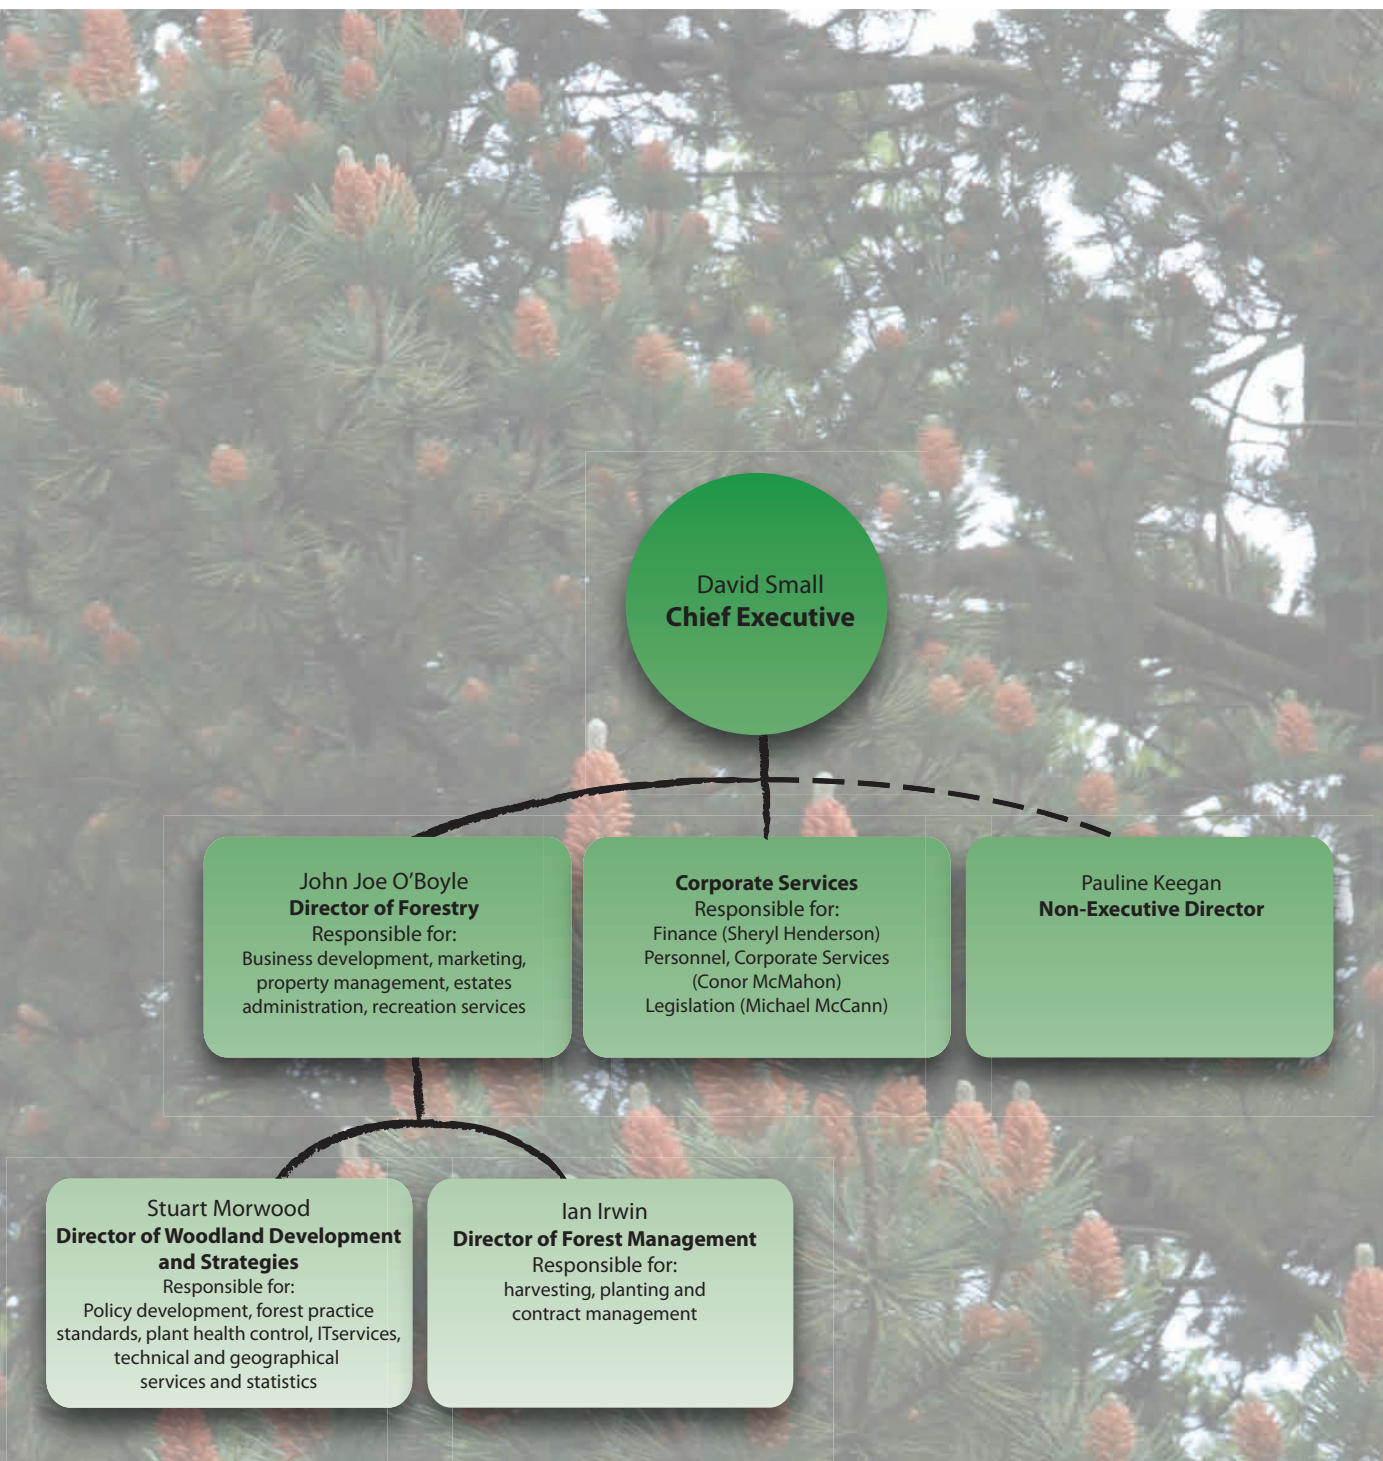 David Small
Chief Executive
John Joe O'Boyle
Director of Forestry
Responsible for:
Business development, marketing,
property management, estates
administration, recreation services
Corporate Services
Responsible for:
Finance (Sheryl Henderson)
Personnel, Corporate Services
(Conor McMahon)
Legislation (Michael McCann)
Pauline Keegan
Non-Executive Director
Stuart Morwood
Director of Woodland Development
and Strategies
Responsible for:
Policy development, forest practice
standards, plant health control, ITservices,
technical and geographical
services and statistics
Ian Irwin
Director of Forest Management
Responsible for:
harvesting, planting and
contract management